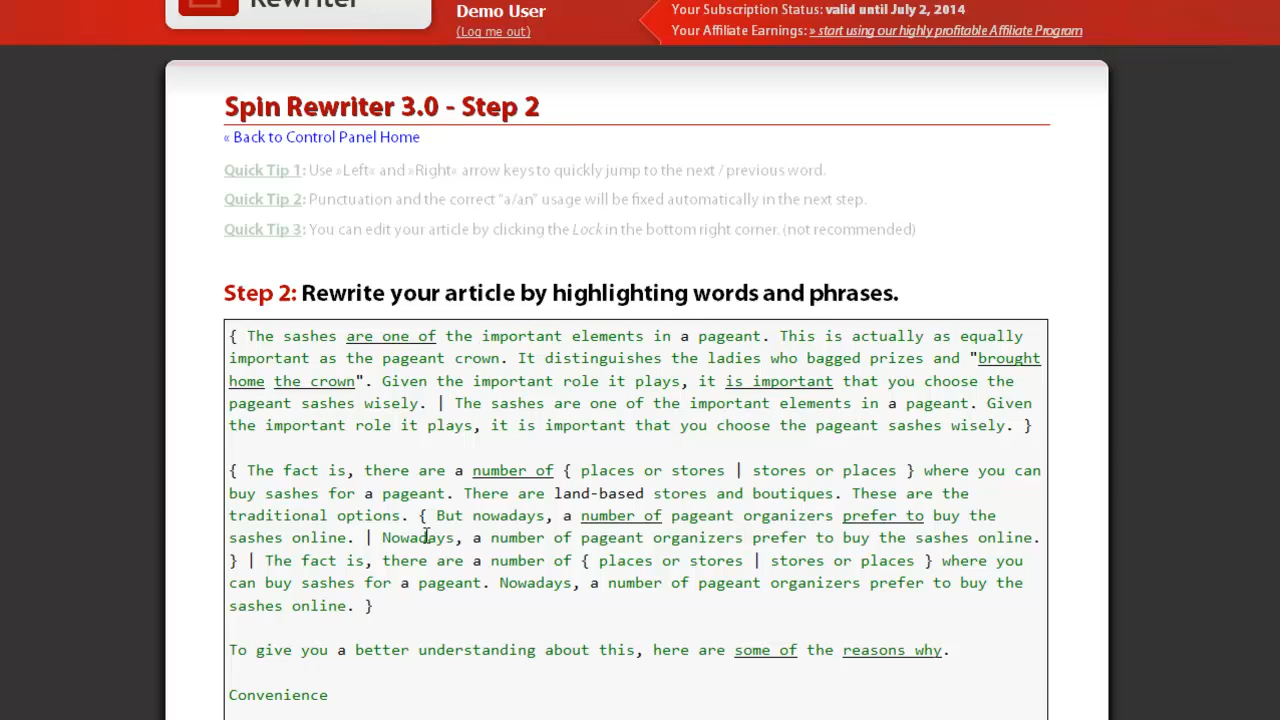 Rewriter
Demo User
(Log me out)
Your Subscription Status: valid until July 2, 2014
Your Affiliate Earnings: » start using our highly profitable Affiliate Program
Spin Rewriter 3.0 - Step 2
« Back to Control Panel Home
Quick Tip 1: Use »Left« and »Right« arrow keys to quickly jump to the next / previous word.
Quick Tip 2: Punctuation and the correct "a/an" usage will be fixed automatically in the next step.
Quick Tip 3: You can edit your article by clicking the Lock in the bottom right corner. (not recommended)
Step 2: Rewrite your article by highlighting words and phrases.
{ The sashes are one of the important elements in a pageant. This is actually as equally
important as the pageant crown. It distinguishes the ladies who bagged prizes and "brought
home the crown". Given the important role it plays, it is important that you choose the
pageant sashes wisely. | The sashes are one of the important elements in a pageant. Given
the important role it plays, it is important that you choose the pageant sashes wisely. }
{ The fact is, there are a number of { places or stores | stores or places } where you can
buy sashes for a pageant. There are land-based stores and boutiques. These are the
traditional options. { But nowadays, a number of pageant organizers prefer to buy the
sashes online. | Nowadays, a number of pageant organizers prefer to buy the sashes online.
} | The fact is, there are a number of { places or stores | stores or places } where you
can buy sashes for a pageant. Nowadays, a number of pageant organizers prefer to buy the
sashes online. }
To give you a better understanding about this, here are some of the reasons why.
Convenience